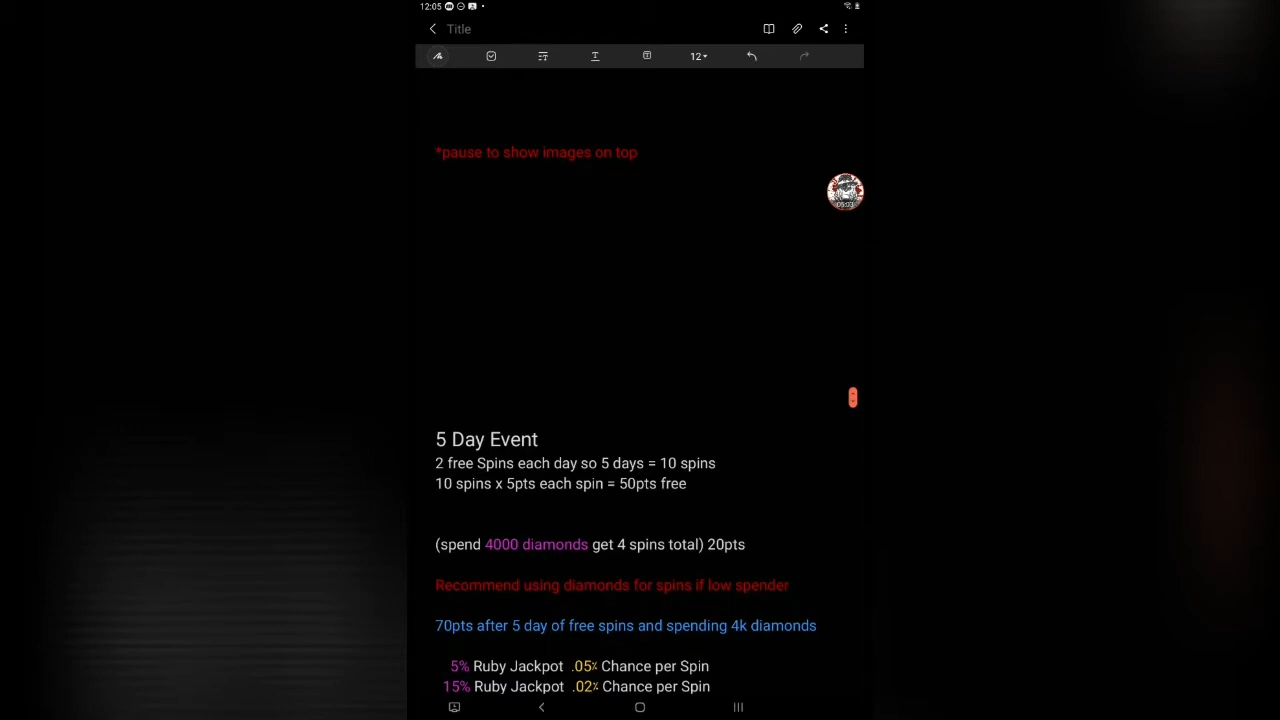 12:05
Title
12
*pause to show images on top
05:03
5 Day Event
2 free Spins each day so 5 days = 10 spins
10 spins x 5pts each spin = 50pts free
(spend 4000 diamonds get 4 spins total) 20pts
Recommend using diamonds for spins if low spender
70pts after 5 day of free spins and spending 4k diamonds
5% Ruby Jackpot .05% Chance per Spin
15% Ruby Jackpot .02% Chance per Spin